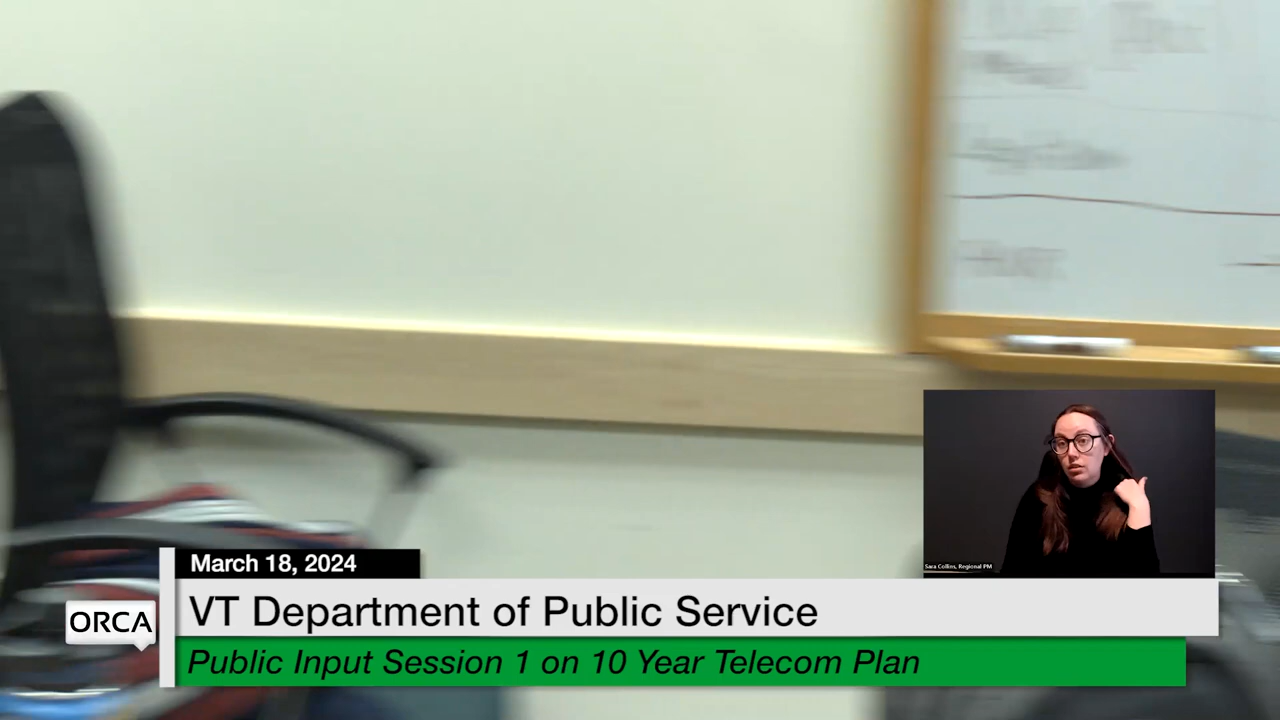 Sara Collins, Regional PM
March 18, 2024
VT Department of Public Service
ORCA
Public Input Session 1 on 10 Year Telecom Plan